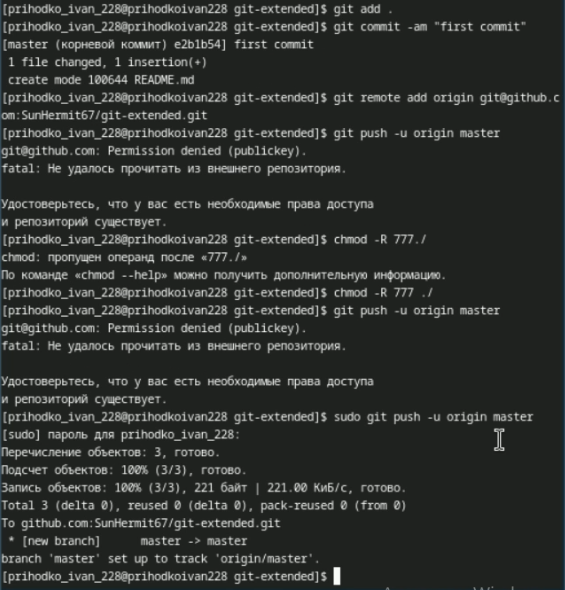 [prihodko_ivan_228@prihodkoivan228 git-extended]$ git add .
[prihodko_ivan_228@prihodkoivan228 git-extended]$ git commit -am "first commit"
[master (корневой коммит) e2b1b54] first commit
 1 file changed, 1 insertion(+)
 create mode 100644 README.md
[prihodko_ivan_228@prihodkoivan228 git-extended]$ git remote add origin git@github.c
om:SunHermit67/git-extended.git
[prihodko_ivan_228@prihodkoivan228 git-extended]$ git push -u origin master
git@github.com: Permission denied (publickey).
fatal: Не удалось прочитать из внешнего репозитория.

Удостоверьтесь, что у вас есть необходимые права доступа
и репозиторий существует.
[prihodko_ivan_228@prihodkoivan228 git-extended]$ chmod -R 777./
chmod: пропущен операнд после «777./»
По команде «chmod --help» можно получить дополнительную информацию.
[prihodko_ivan_228@prihodkoivan228 git-extended]$ chmod -R 777 ./
[prihodko_ivan_228@prihodkoivan228 git-extended]$ git push -u origin master
git@github.com: Permission denied (publickey).
fatal: Не удалось прочитать из внешнего репозитория.

Удостоверьтесь, что у вас есть необходимые права доступа
и репозиторий существует.
[prihodko_ivan_228@prihodkoivan228 git-extended]$ sudo git push -u origin master
[sudo] пароль для prihodko_ivan_228:
Перечисление объектов: 3, готово.
Подсчет объектов: 100% (3/3), готово.
Запись объектов: 100% (3/3), 221 байт | 221.00 КиБ/с, готово.
Total 3 (delta 0), reused 0 (delta 0), pack-reused 0 (from 0)
To github.com:SunHermit67/git-extended.git
 * [new branch]      master -> master
branch 'master' set up to track 'origin/master'.
[prihodko_ivan_228@prihodkoivan228 git-extended]$